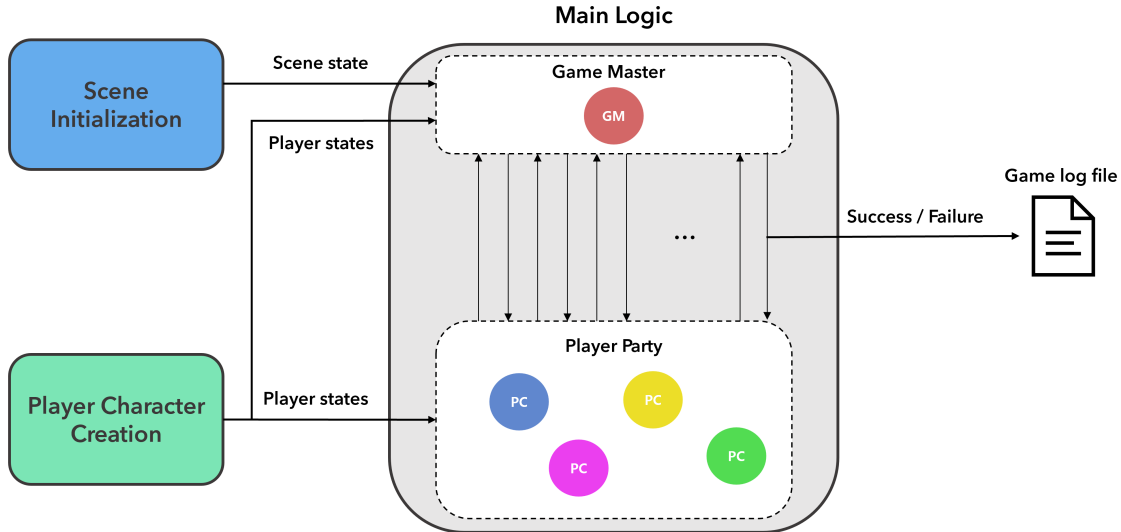 Main Logic
Scene
Initialization
Scene state
Player states
Game Master
GM
...
Success / Failure
Game log file
Player Character
Creation
Player states
Player Party
PC
PC
PC
PC